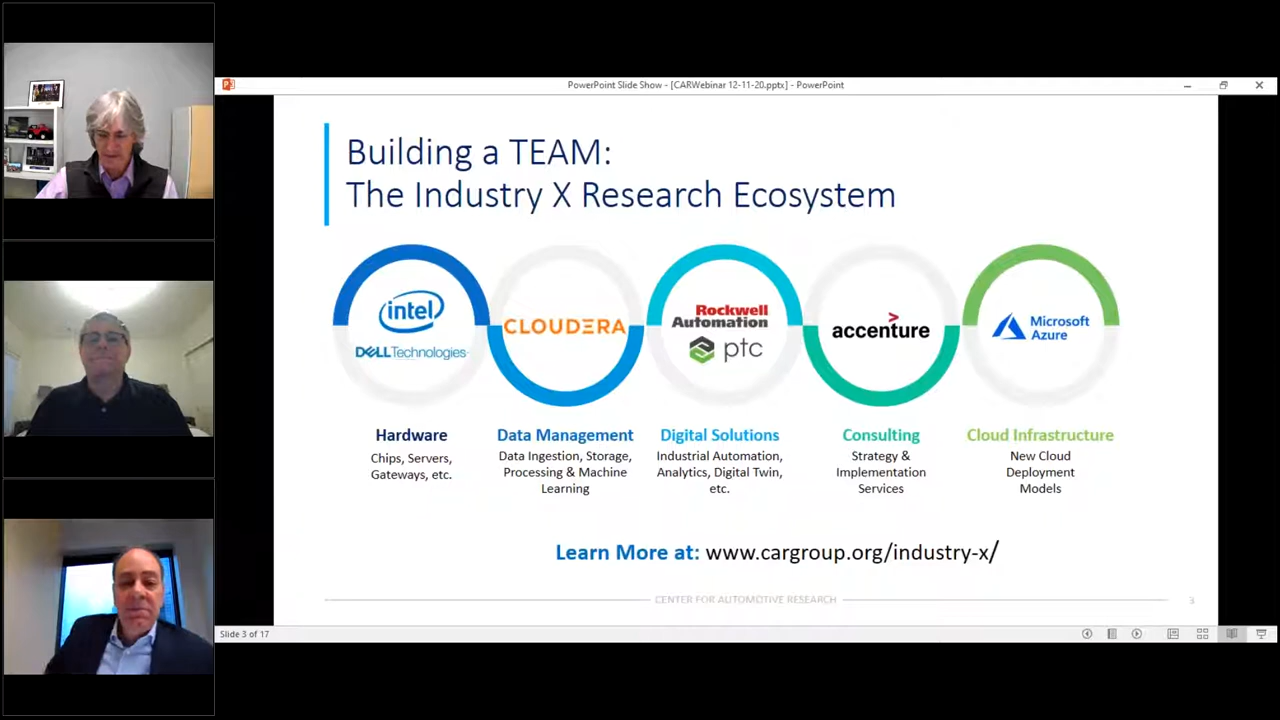 PowerPoint Slide Show - [CARWebinar 12-11-20.pptx] - PowerPoint
Building a TEAM:
The Industry X Research Ecosystem
intel
DELL Technologies
CLOUDERA
Rockwell
Automation
ptc
accenture
Microsoft
Azure
Hardware
Chips, Servers,
Gateways, etc.
Data Management
Data Ingestion, Storage,
Processing & Machine
Learning
Digital Solutions
Industrial Automation,
Analytics, Digital Twin,
etc.
Consulting
Strategy &
Implementation
Services
Cloud Infrastructure
New Cloud
Deployment
Models
Learn More at: www.cargroup.org/industry-x/
CENTER FOR AUTOMOTIVE RESEARCH
3
Slide 3 of 17